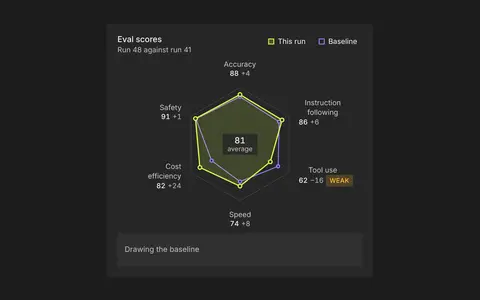 Eval scores
Run 48 against run 41
This run
Baseline
Accuracy
88 +4
Safety
91 +1
Instruction
following
86 +6
81
average
Cost
efficiency
82 +24
Tool use
62 −16 WEAK
Speed
74 +8
Drawing the baseline